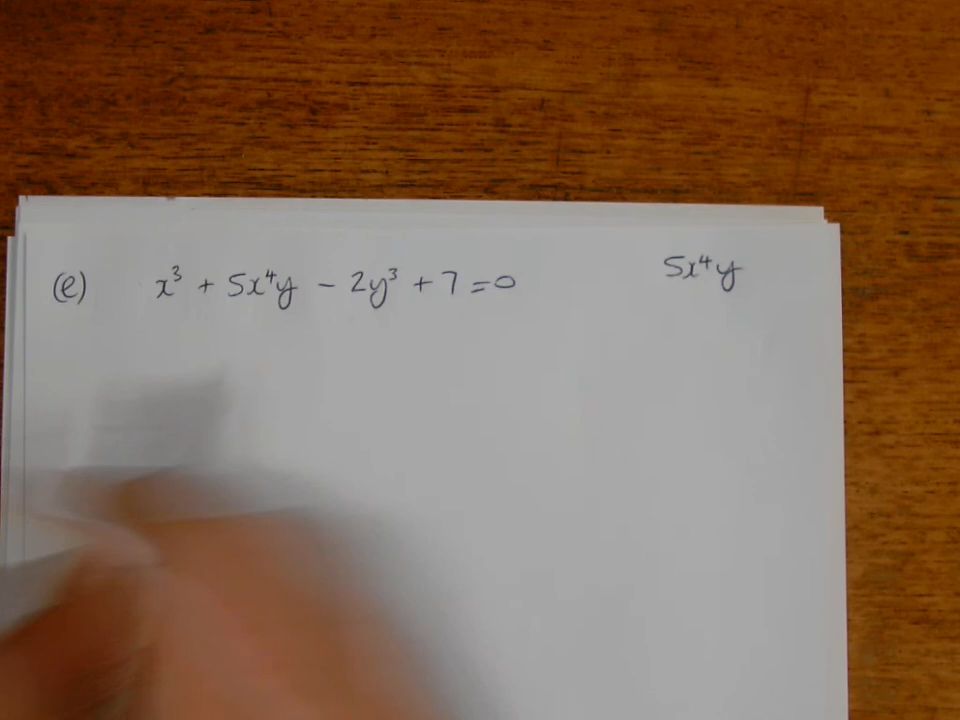 (e) x³ + 5x⁴y − 2y³ + 7 = 0
5x⁴y